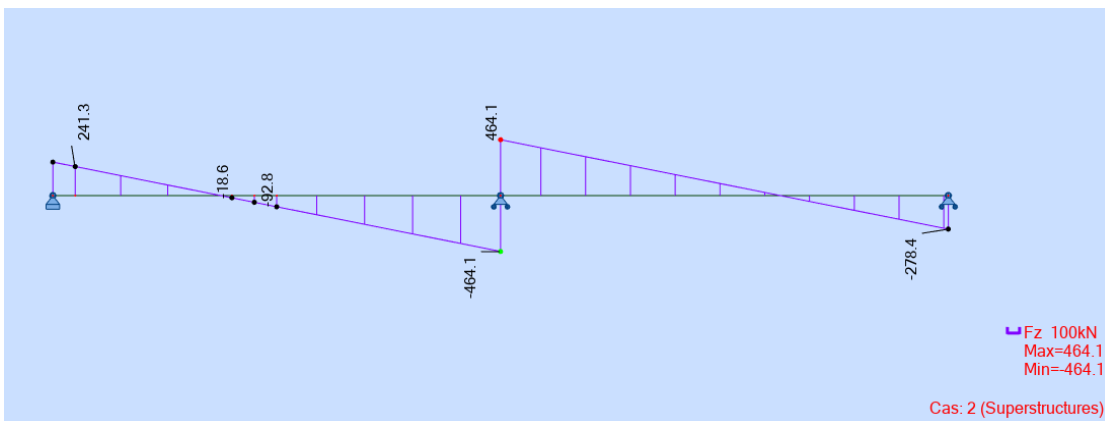 241.3
-18.6
-92.8
464.1
-464.1
-278.4
Fz 100kN
Max=464.1
Min=-464.1
Cas: 2 (Superstructures)